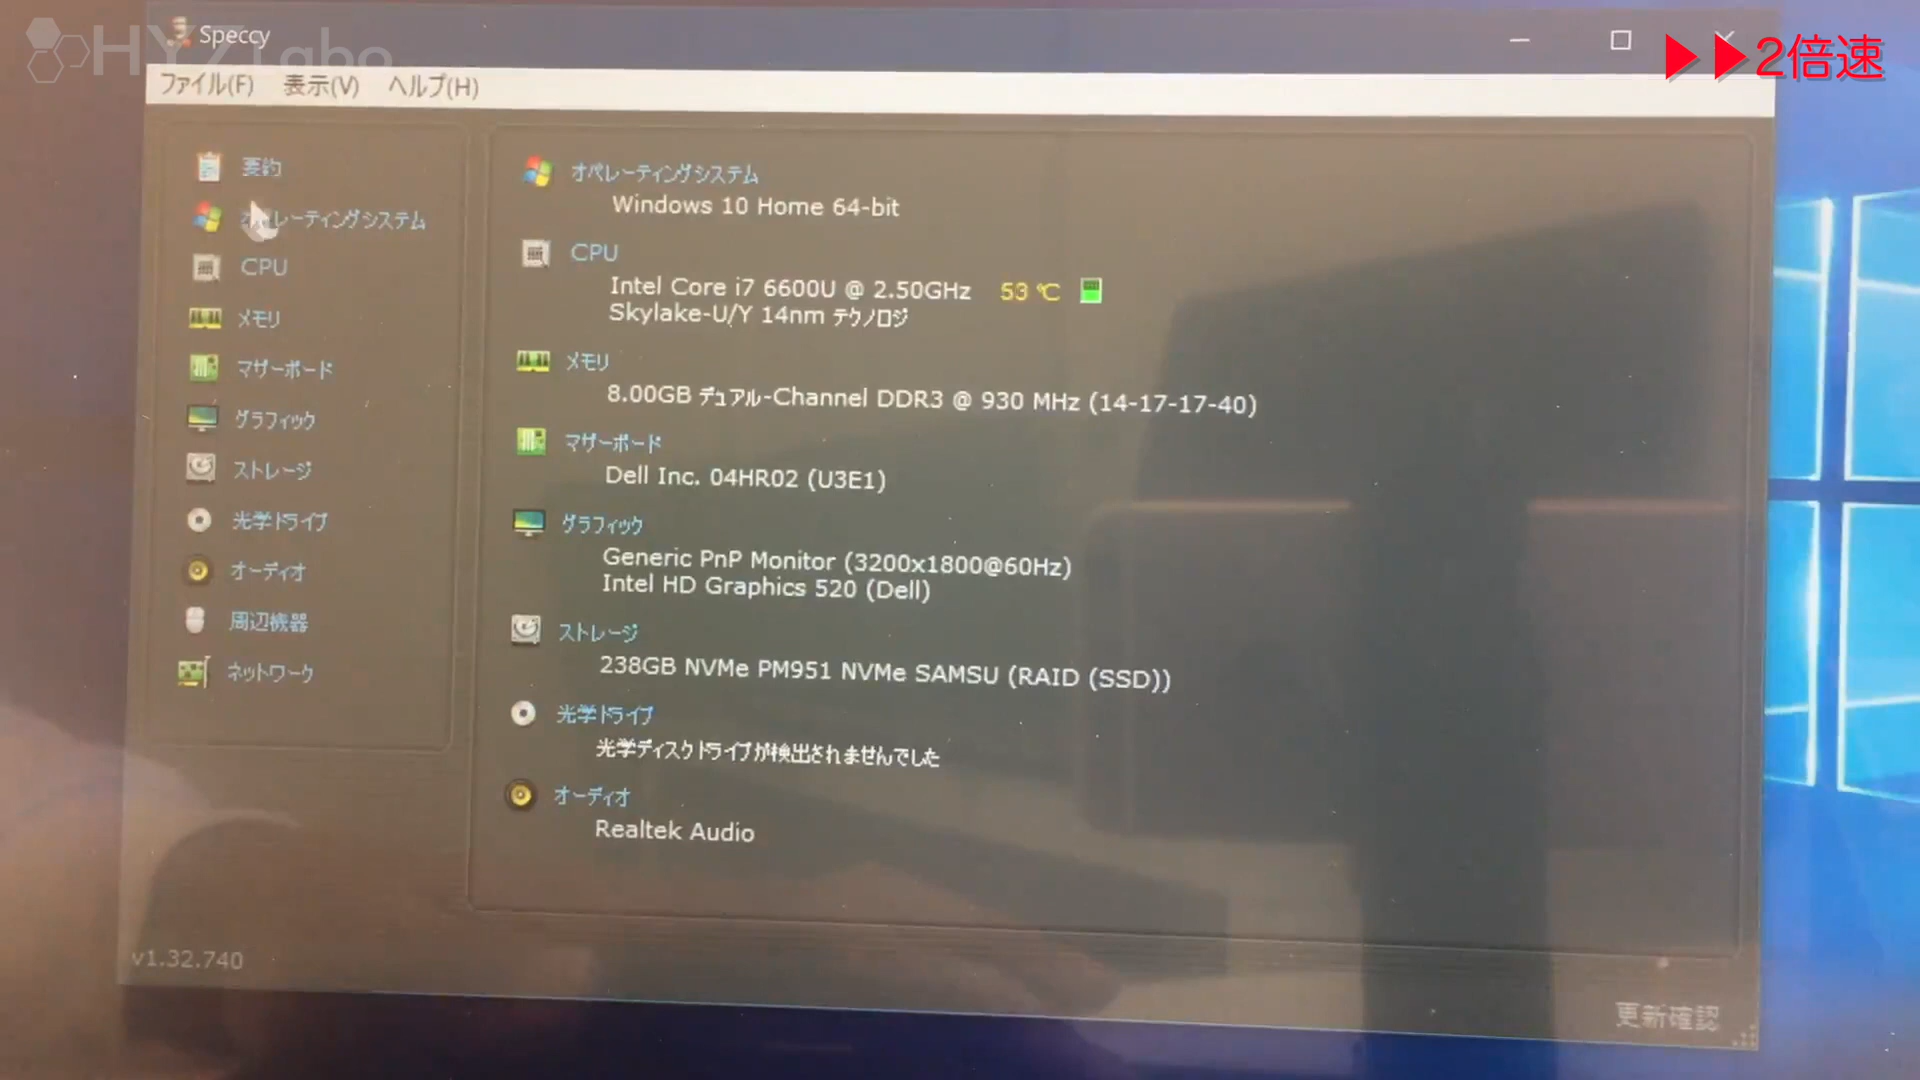 HYZ Labo
Speccy
▶▶2倍速
ファイル(F) 表示(V) ヘルプ(H)
要約
オペレーティングシステム
CPU
メモリ
マザーボード
グラフィック
ストレージ
光学ドライブ
オーディオ
周辺機器
ネットワーク
オペレーティングシステム
Windows 10 Home 64-bit
CPU
Intel Core i7 6600U @ 2.50GHz 53 ℃
Skylake-U/Y 14nm テクノロジ
メモリ
8.00GB デュアル-Channel DDR3 @ 930 MHz (14-17-17-40)
マザーボード
Dell Inc. 04HR02 (U3E1)
グラフィック
Generic PnP Monitor (3200x1800@60Hz)
Intel HD Graphics 520 (Dell)
ストレージ
238GB NVMe PM951 NVMe SAMSU (RAID (SSD))
光学ドライブ
光学ディスクドライブが検出されませんでした
オーディオ
Realtek Audio
v1.32.740
更新確認